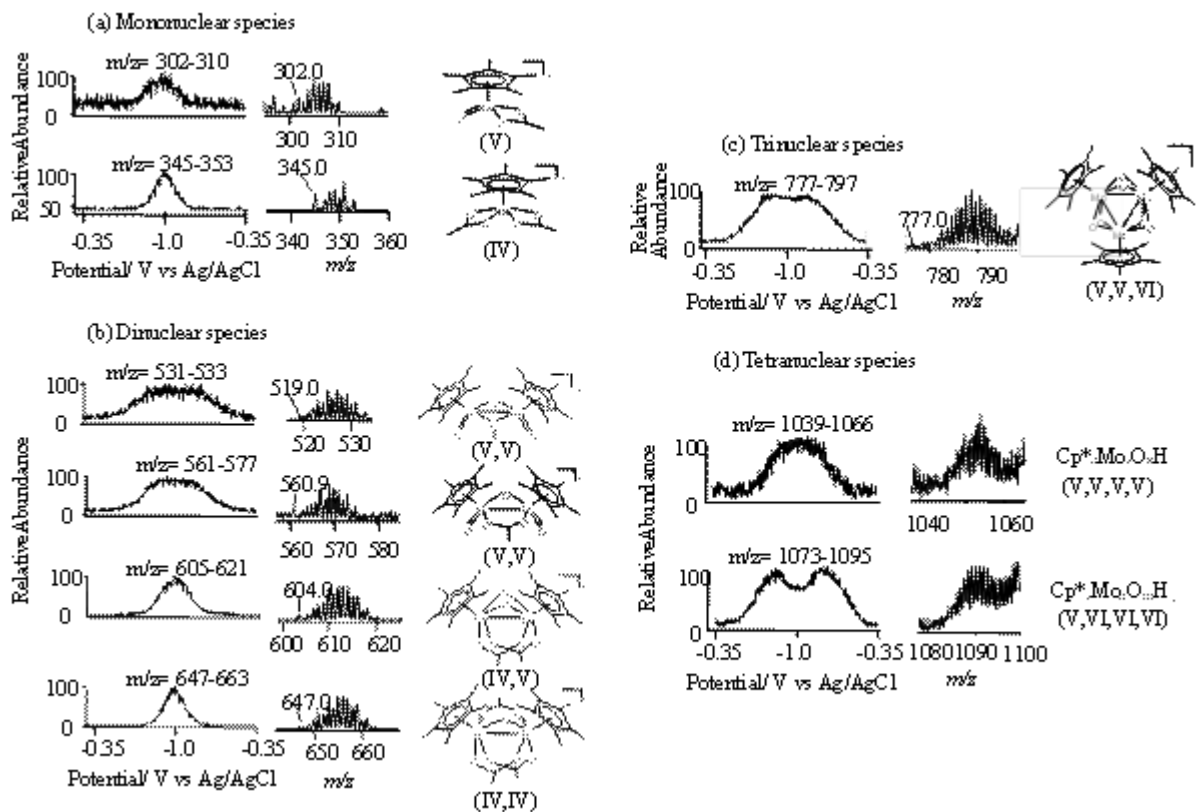 (a) Mononuclear species
m/z= 302-310
302.0
100
0
300 310
(V)
m/z= 345-353
345.0
100
50
-0.35 -1.0 -0.35
340 350 360
(IV)
RelativeAbundance
Potential/ V vs Ag/AgCl
m/z
(b) Dinuclear species
m/z= 531-533
519.0
100
0
520 530
(V,V)
m/z= 561-577
560.9
100
0
560 570 580
(V,V)
m/z= 605-621
604.0
100
0
600 610 620
(IV,V)
m/z= 647-663
647.0
100
0
-0.35 -1.0 -0.35
650 660
(IV,IV)
RelativeAbundance
Potential/ V vs Ag/AgCl
m/z
(c) Trinuclear species
m/z= 777-797
777.0
100
0
-0.35 -1.0 -0.35
780 790
(V,V,VI)
Relative
Abundance
Potential/ V vs Ag/AgCl
m/z
(d) Tetranuclear species
m/z= 1039-1066
100
0
1040 1060
(V,V,V,V)
m/z= 1073-1095
100
0
-0.35 -1.0 -0.35
1080 1090 1100
(V,VI,VI,VI)
RelativeAbundance
Potential/ V vs Ag/AgCl
m/z